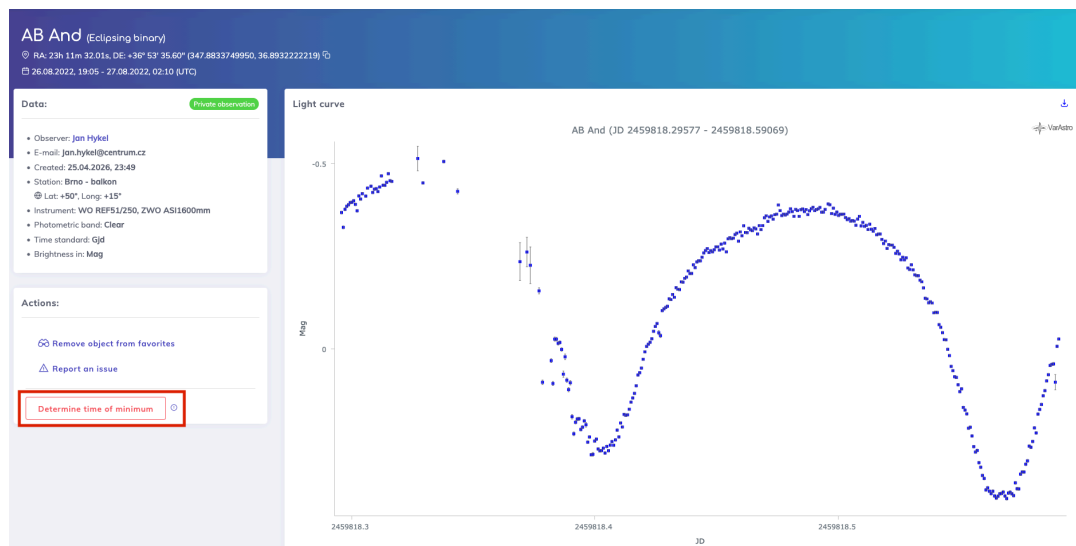 AB And (Eclipsing binary)
RA: 23h 11m 32.01s, DE: +36° 53' 35.60" (347.8833749950, 36.8932222219)
26.08.2022, 19:05 - 27.08.2022, 02:10 (UTC)
Data:
Private observation
• Observer: Jan Hykel
• E-mail: jan.hykel@centrum.cz
• Created: 25.04.2026, 23:49
• Station: Brno - balkon
Lat: +50°, Long: +15°
• Instrument: WO REF51/250, ZWO ASI1600mm
• Photometric band: Clear
• Time standard: Gjd
• Brightness in: Mag
Actions:
Remove object from favorites
Report an issue
Determine time of minimum
Light curve
AB And (JD 2459818.29577 - 2459818.59069)
VarAstro
-0.5
Mag
0
2459818.3
2459818.4
2459818.5
JD